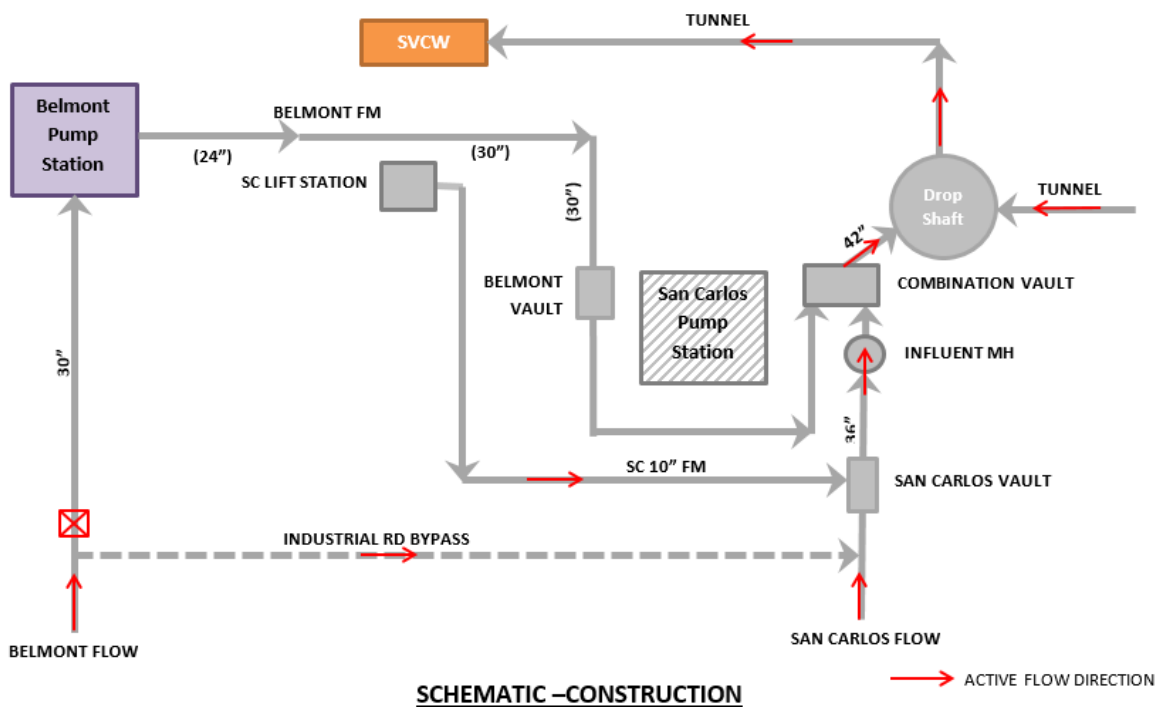 TUNNEL
SVCW
Belmont
Pump
Station
BELMONT FM
(24")
(30")
SC LIFT STATION
(30")
TUNNEL
Drop
Shaft
42"
BELMONT
VAULT
San Carlos
Pump
Station
COMBINATION VAULT
INFLUENT MH
30"
36"
SC 10" FM
SAN CARLOS VAULT
INDUSTRIAL RD BYPASS
BELMONT FLOW
SAN CARLOS FLOW
ACTIVE FLOW DIRECTION
SCHEMATIC –CONSTRUCTION